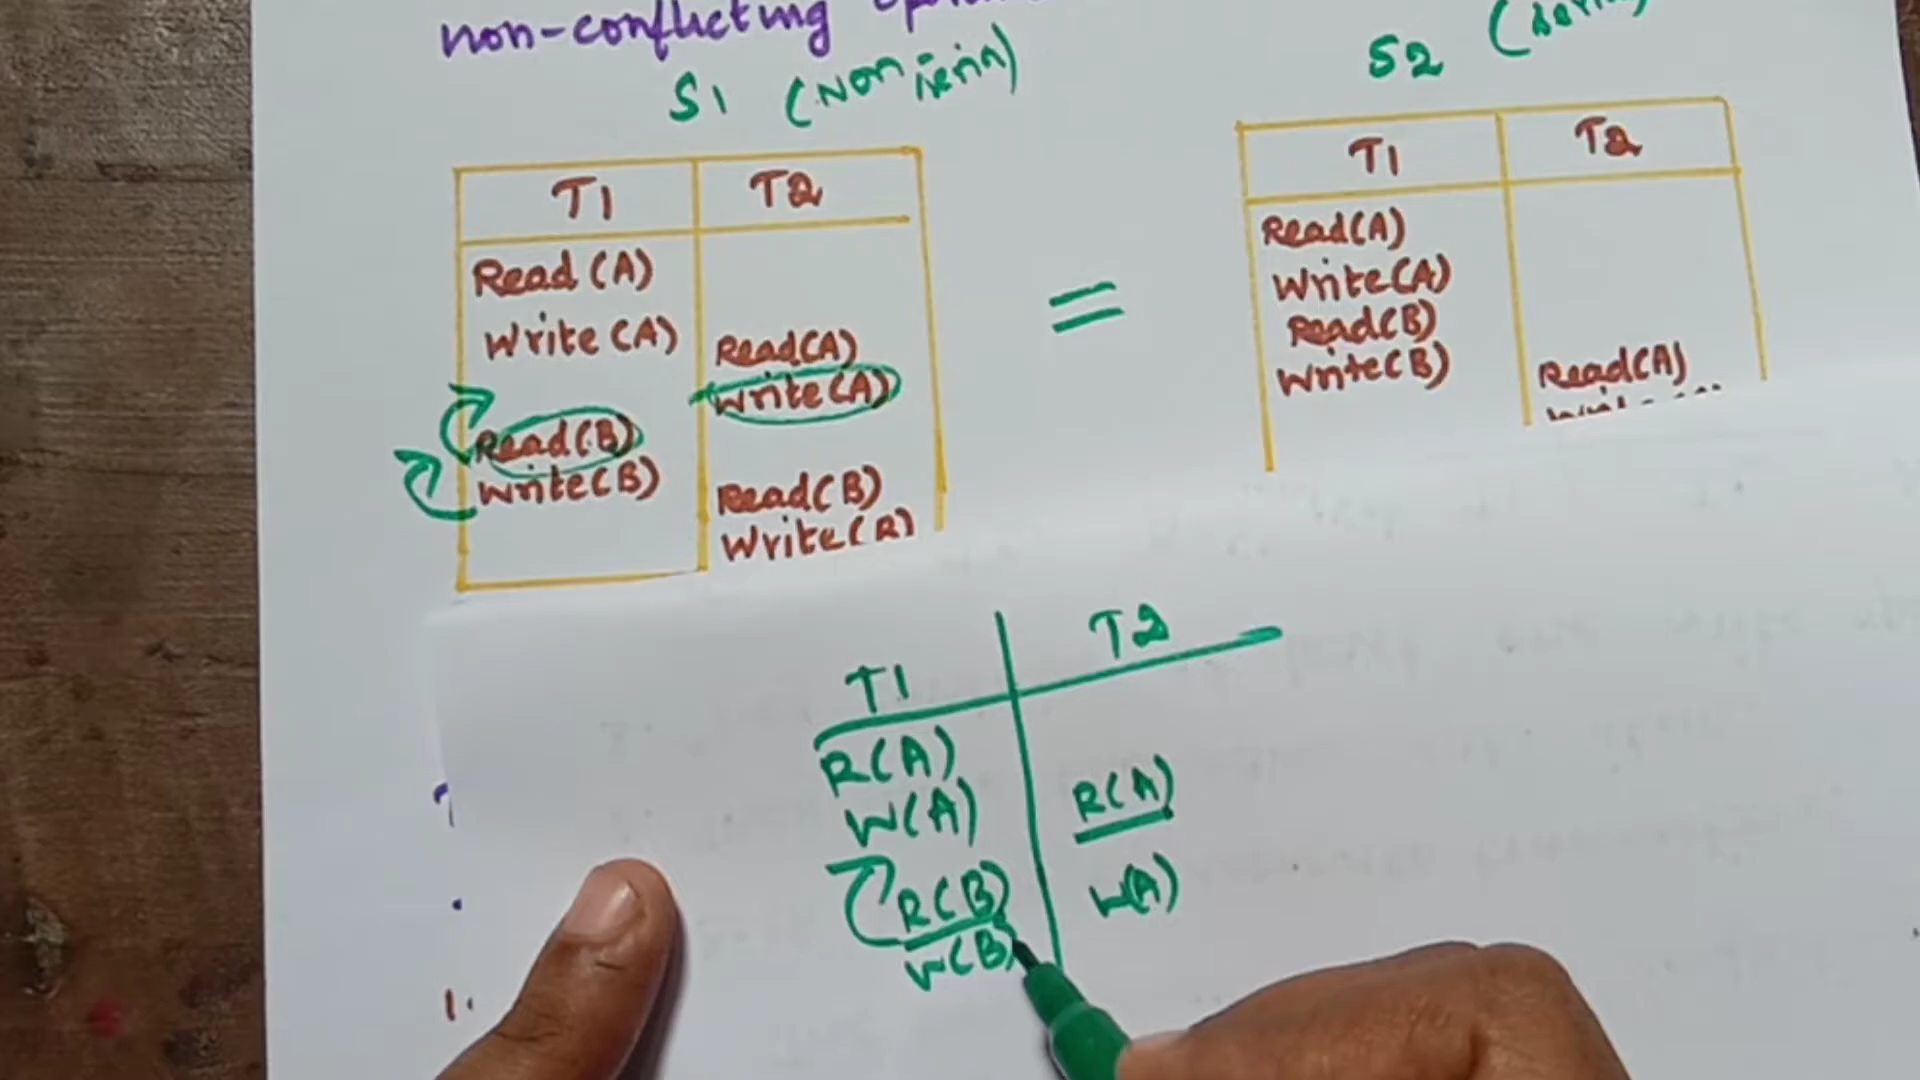 non-conflicting
S1 (Non
S2
T1 T2
Read (A)
Write (A)
Read(A)
Write(A)
Read(B)
Write(B)
Read(B)
Write(B)
=
T1 T2
Read(A)
Write(A)
Read(B)
Write(B)
Read(A)
T1 T2
R(A)
W(A)
R(A)
R(B)
W(A)
W(B)
1.